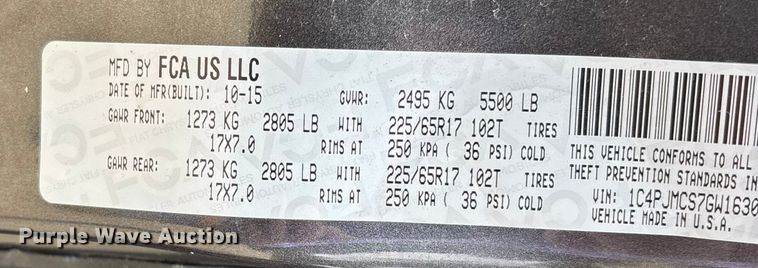 MFD BY FCA US LLC
DATE OF MFR(BUILT): 10-15 GVWR: 2495 KG 5500 LB
GAWR FRONT: 1273 KG 2805 LB WITH 225/65R17 102T TIRES
17X7.0 RIMS AT 250 KPA ( 36 PSI) COLD
GAWR REAR: 1273 KG 2805 LB WITH 225/65R17 102T TIRES
17X7.0 RIMS AT 250 KPA ( 36 PSI) COLD
THIS VEHICLE CONFORMS TO ALL
THEFT PREVENTION STANDARDS IN
VIN: 1C4PJMCS7GW1630
VEHICLE MADE IN U.S.A.
Purple Wave Auction